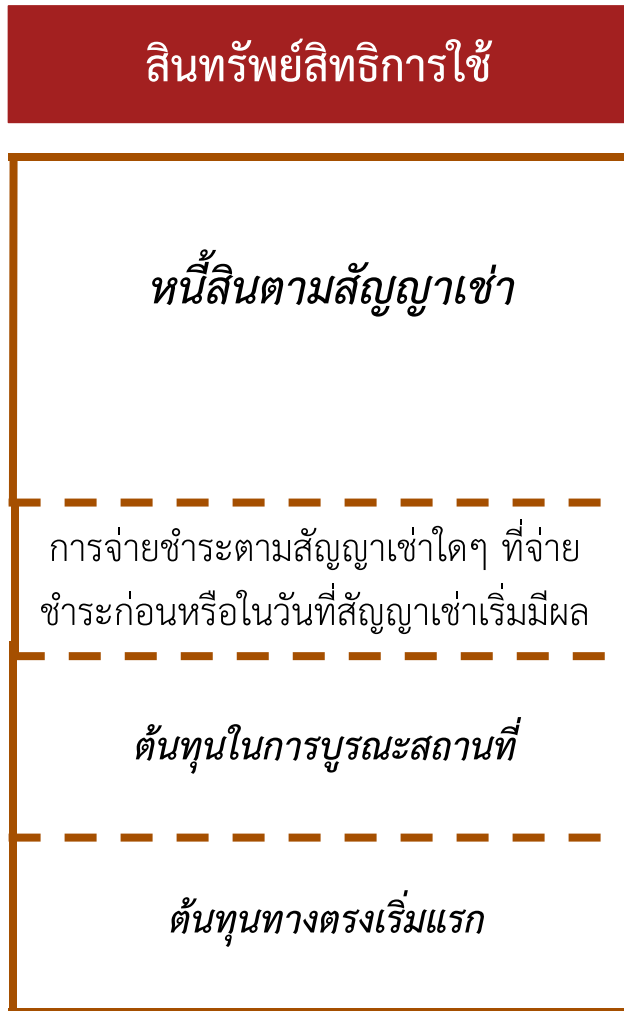 สินทรัพย์สิทธิการใช้
หนี้สินตามสัญญาเช่า
การจ่ายชำระตามสัญญาเช่าใดๆ ที่จ่าย
ชำระก่อนหรือในวันที่สัญญาเช่าเริ่มมีผล
ต้นทุนในการบูรณะสถานที่
ต้นทุนทางตรงเริ่มแรก